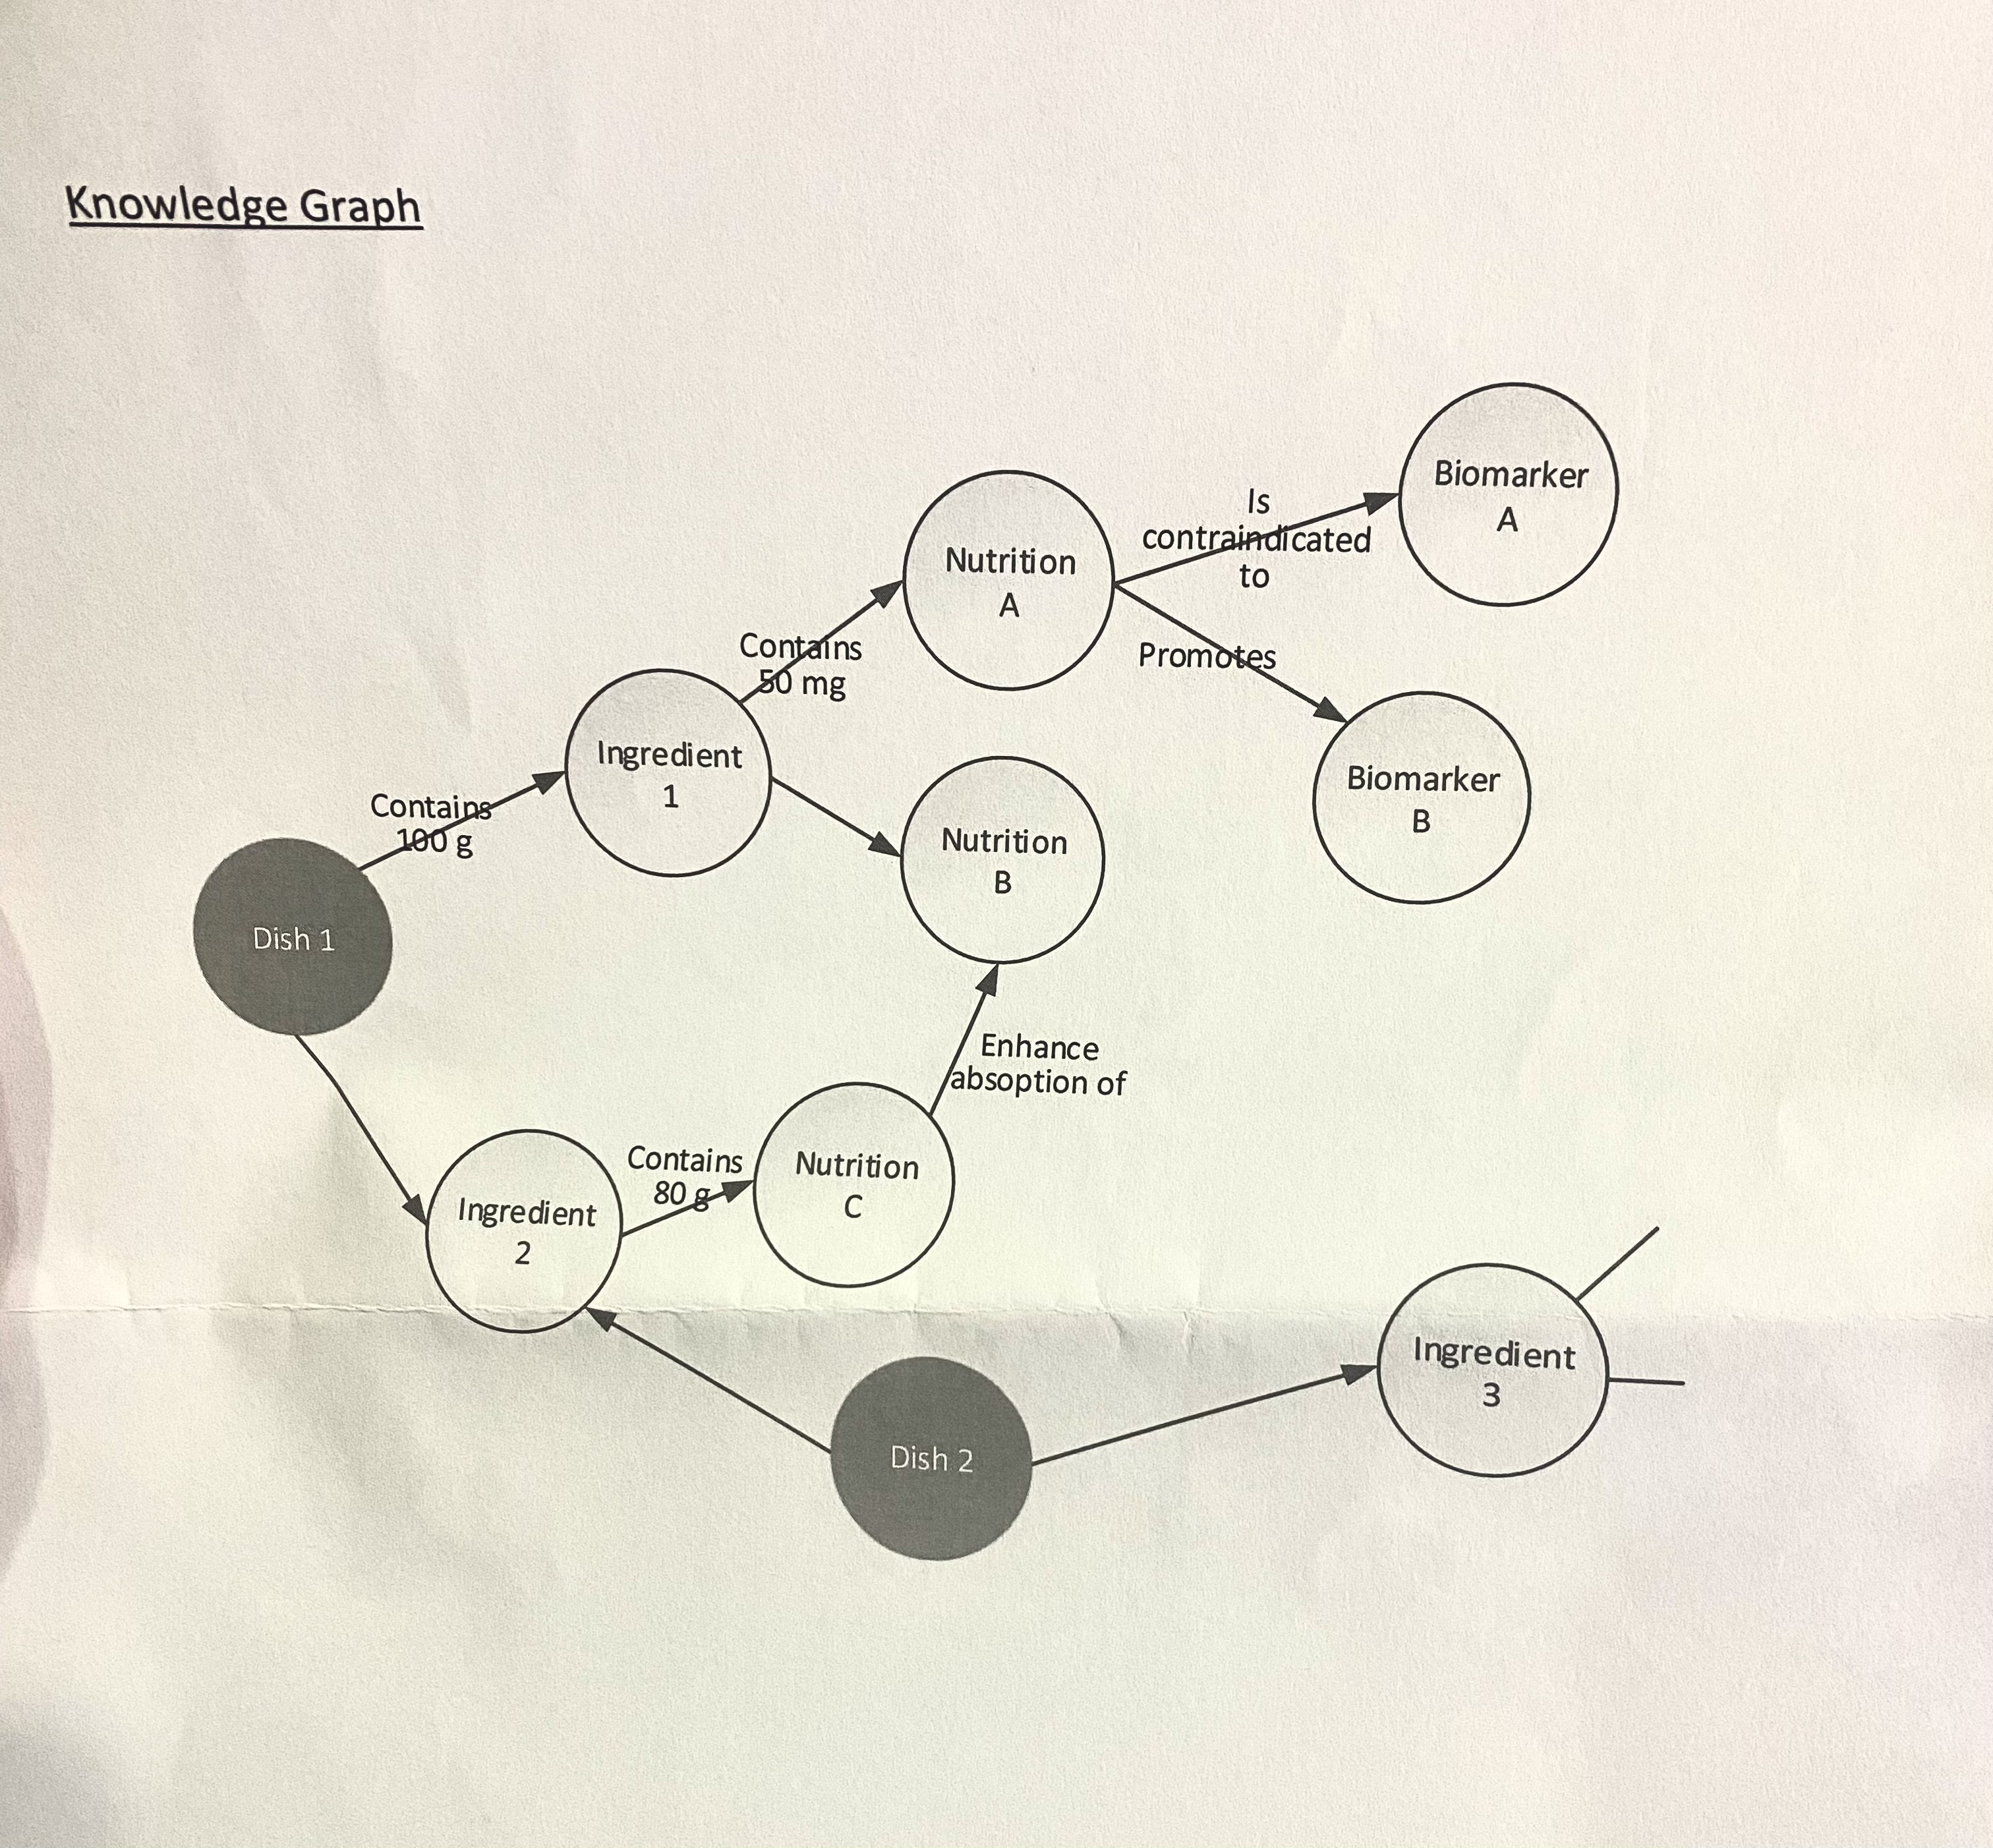 Knowledge Graph
Biomarker
A
Is
contraindicated
to
Nutrition
A
Promotes
Contains
50 mg
Biomarker
B
Ingredient
1
Nutrition
B
Contains
100 g
Dish 1
Enhance
absoption of
Contains
80 g
Nutrition
C
Ingredient
2
Ingredient
3
Dish 2